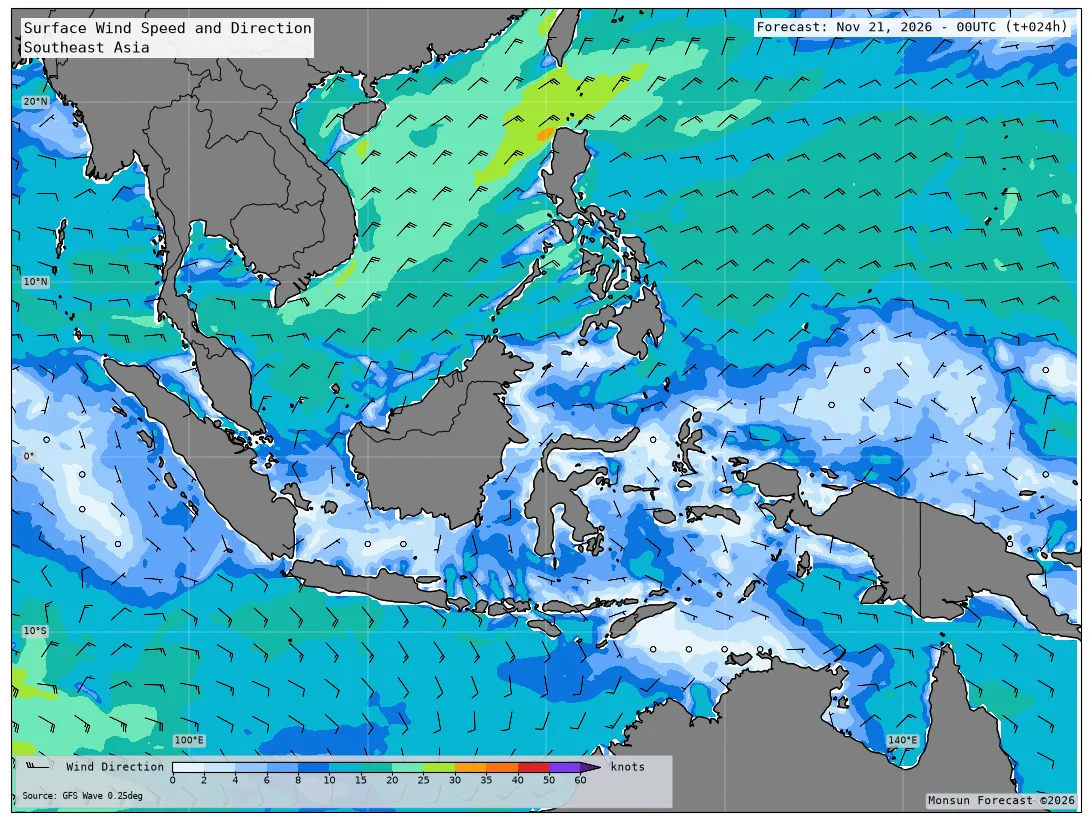 Surface Wind Speed and Direction
Southeast Asia
Forecast: Nov 21, 2026 - 00UTC (t+024h)
20°N
10°N
0°
10°S
100°E
140°E
Wind Direction
0 2 4 6 8 10 15 20 25 30 35 40 50 60
knots
Source: GFS Wave 0.25deg
Monsun Forecast ©2026